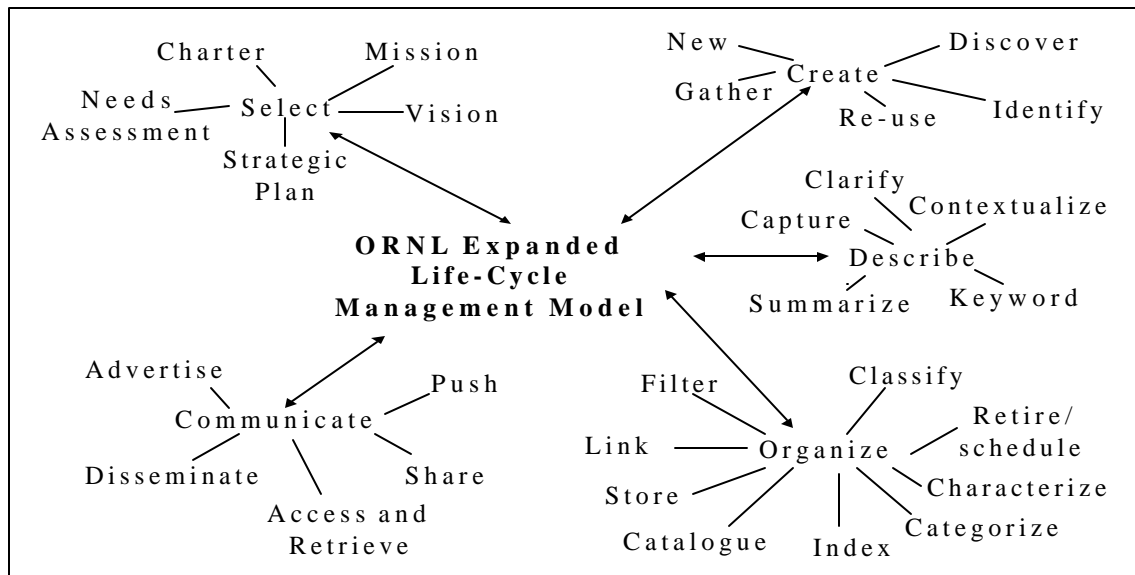 Charter
Mission
Needs
Assessment
Select
Vision
Strategic
Plan
New
Discover
Gather
Create
Re-use
Identify
Clarify
Contextualize
Capture
Describe
Summarize
Keyword
ORNL Expanded
Life-Cycle
Management Model
Advertise
Push
Communicate
Disseminate
Share
Access and
Retrieve
Filter
Classify
Link
Organize
Retire/
schedule
Store
Characterize
Catalogue
Index
Categorize